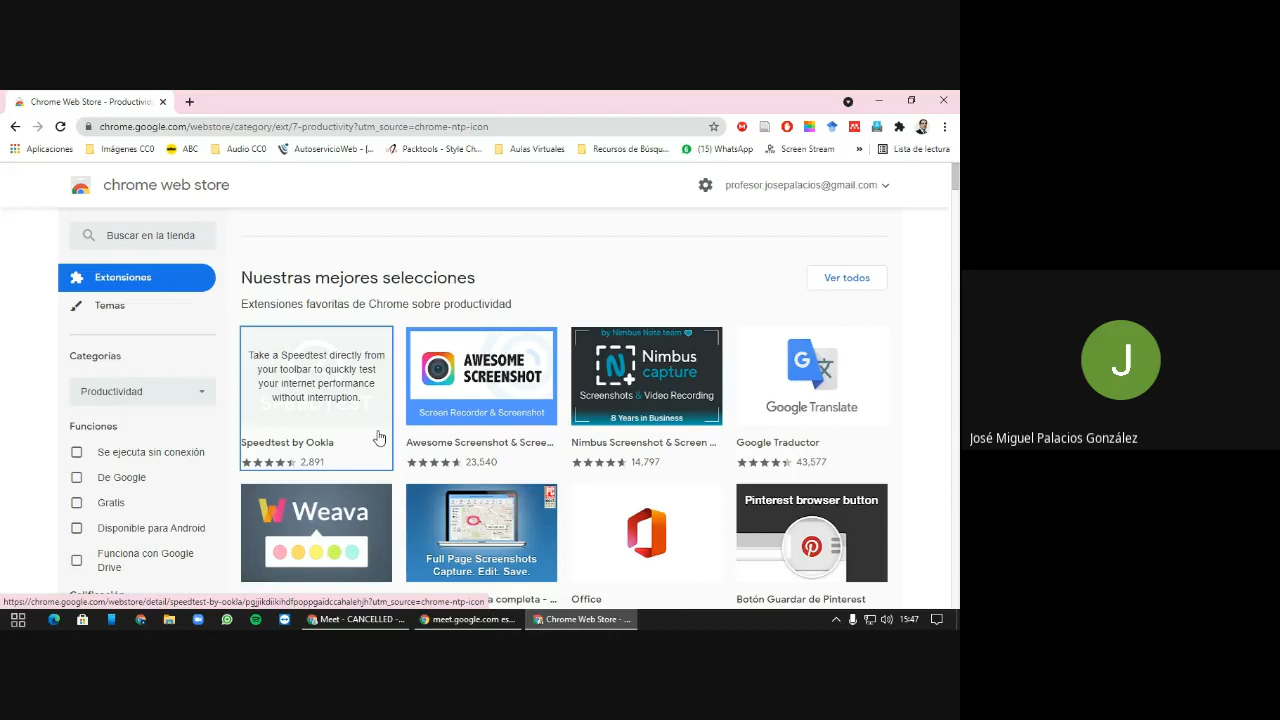 Chrome Web Store - Productivid
chrome.google.com/webstore/category/ext/7-productivity?utm_source=chrome-ntp-icon
Aplicaciones
Imágenes CC0
ABC
Audio CC0
AutoservicioWeb - [...
Packtools - Style Ch...
Aulas Virtuales
Recursos de Búsqu...
(15) WhatsApp
Screen Stream
»
Lista de lectura
chrome web store
profesor.josepalacios@gmail.com
Buscar en la tienda
Extensiones
Temas
Categorías
Productividad
Funciones
Se ejecuta sin conexión
De Google
Gratis
Disponible para Android
Funciona con Google
Drive
Nuestras mejores selecciones
Ver todos
Extensiones favoritas de Chrome sobre productividad
Take a Speedtest directly from
your toolbar to quickly test
your internet performance
without interruption.
Speedtest by Ookla
2,891
AWESOME
SCREENSHOT
Screen Recorder & Screenshot
Awesome Screenshot & Scree...
23,540
by Nimbus Note team
Nimbus
capture
Screenshots & Video Recording
8 Years in Business
Nimbus Screenshot & Screen ...
14,797
Google Translate
Google Traductor
43,577
Weava
Full Page Screenshots
Capture. Edit. Save.
a completa - ...
Office
Pinterest browser button
Botón Guardar de Pinterest
https://chrome.google.com/webstore/detail/speedtest-by-ookla/pgjjikdiikihdfpoppgaidccahalehjh?utm_source=chrome-ntp-icon
Meet - CANCELLED -...
meet.google.com es...
Chrome Web Store - ...
15:47
J
José Miguel Palacios González